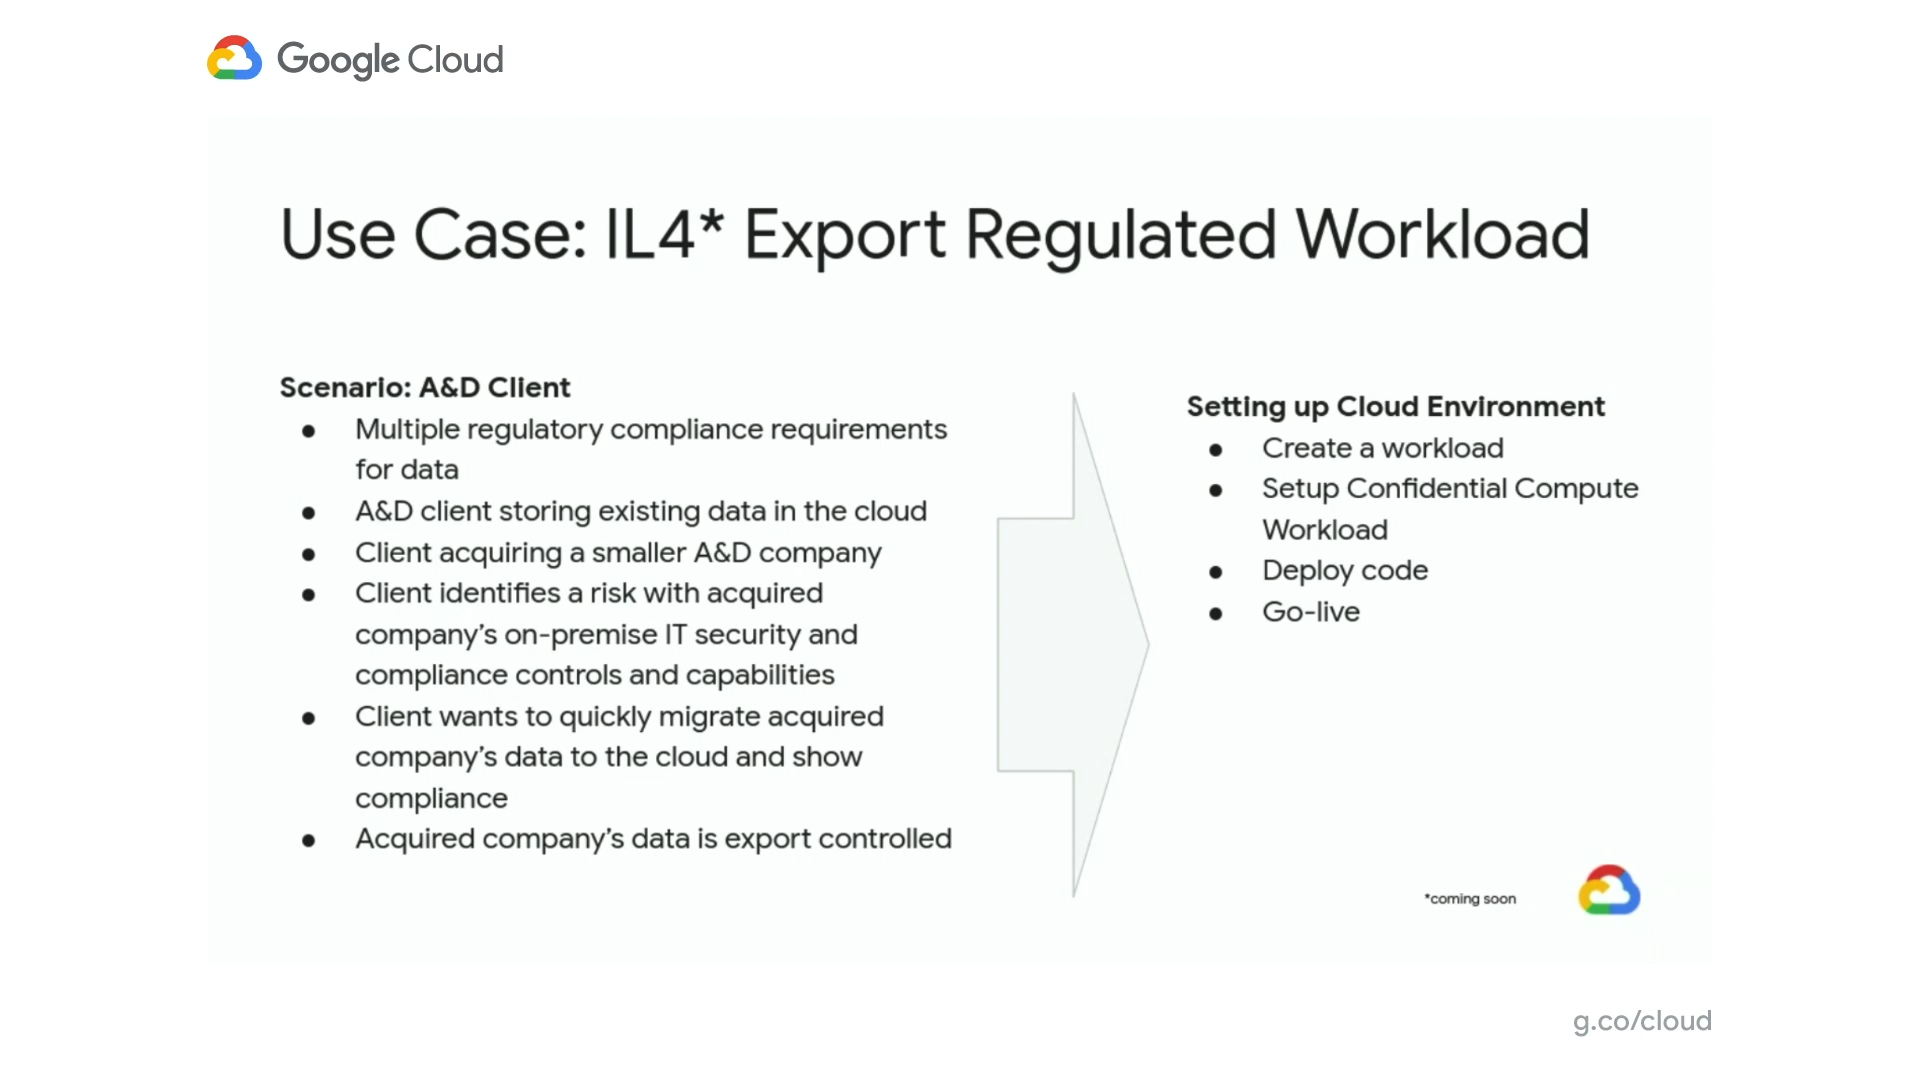 Google Cloud
Use Case: IL4* Export Regulated Workload
Scenario: A&D Client
● Multiple regulatory compliance requirements
for data
● A&D client storing existing data in the cloud
● Client acquiring a smaller A&D company
● Client identifies a risk with acquired
company’s on-premise IT security and
compliance controls and capabilities
● Client wants to quickly migrate acquired
company’s data to the cloud and show
compliance
● Acquired company’s data is export controlled
Setting up Cloud Environment
● Create a workload
● Setup Confidential Compute
Workload
● Deploy code
● Go-live
*coming soon
g.co/cloud